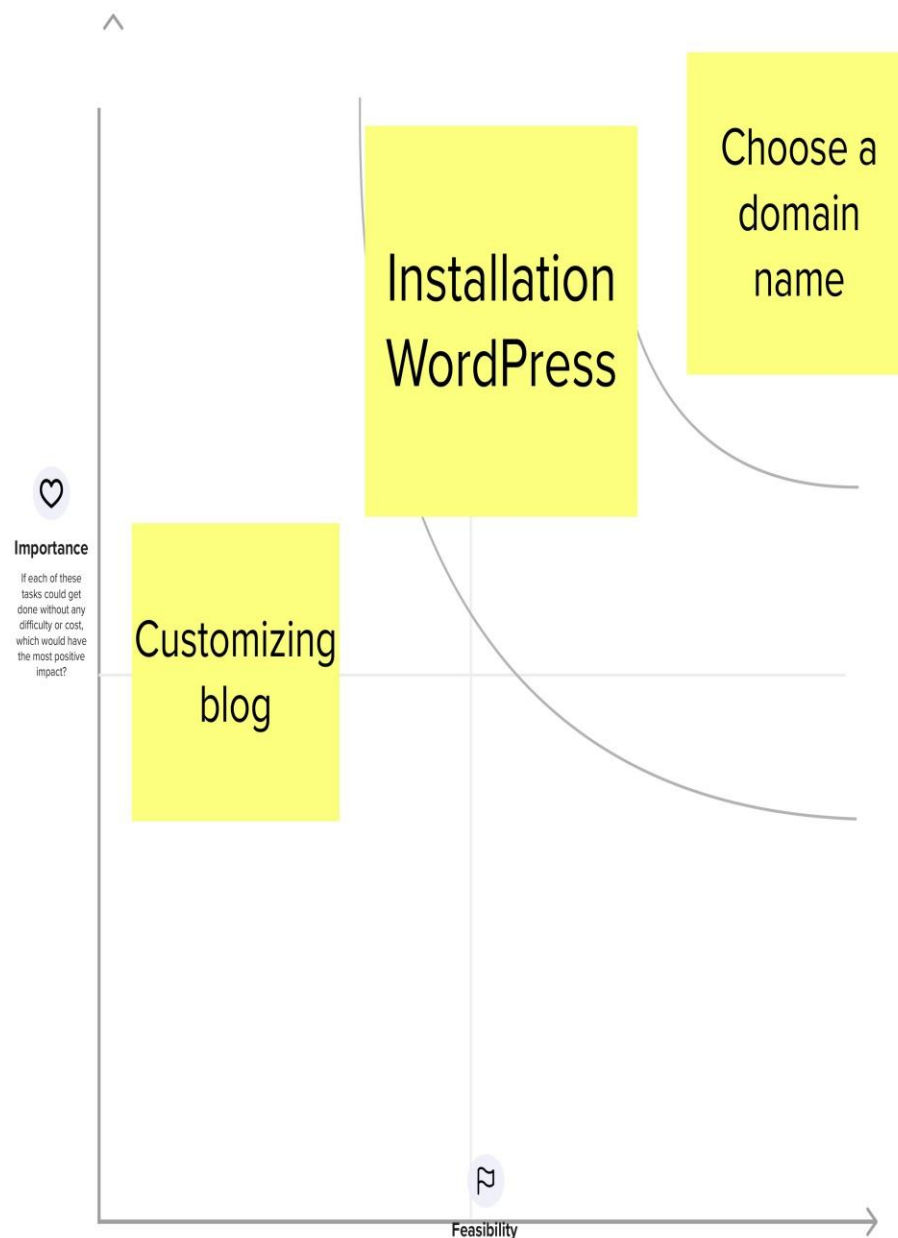 Choose a
domain
name
Installation
WordPress
Importance
If each of these
tasks could get
done without any
difficulty or cost,
which would have
the most positive
impact?
Customizing
blog
Feasibility